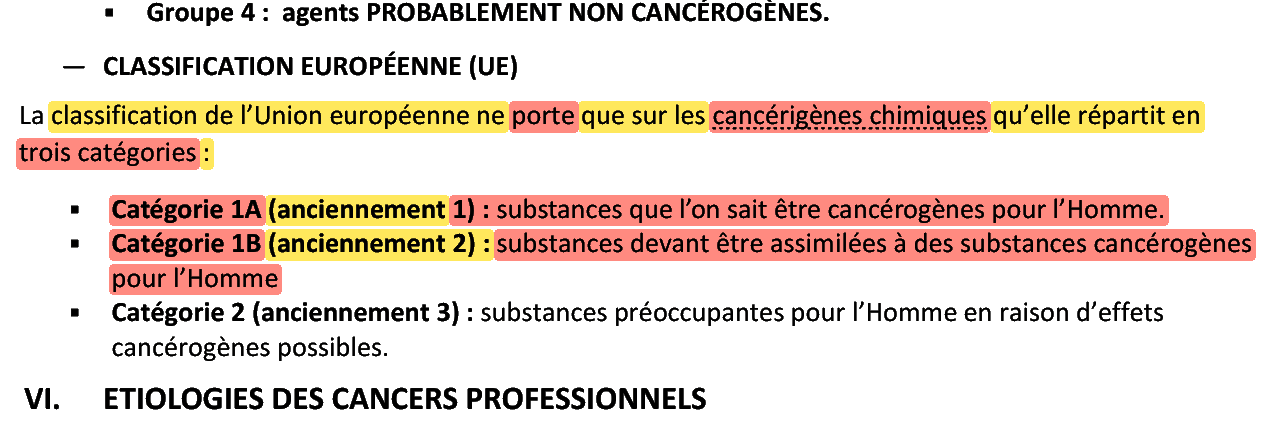 ▪ Groupe 4 : agents PROBABLEMENT NON CANCÉROGÈNES.
— CLASSIFICATION EUROPÉENNE (UE)
La classification de l’Union européenne ne porte que sur les cancérigènes chimiques qu’elle répartit en
trois catégories :
▪ Catégorie 1A (anciennement 1) : substances que l’on sait être cancérogènes pour l’Homme.
▪ Catégorie 1B (anciennement 2) : substances devant être assimilées à des substances cancérogènes
pour l’Homme
▪ Catégorie 2 (anciennement 3) : substances préoccupantes pour l’Homme en raison d’effets
cancérogènes possibles.
VI. ETIOLOGIES DES CANCERS PROFESSIONNELS